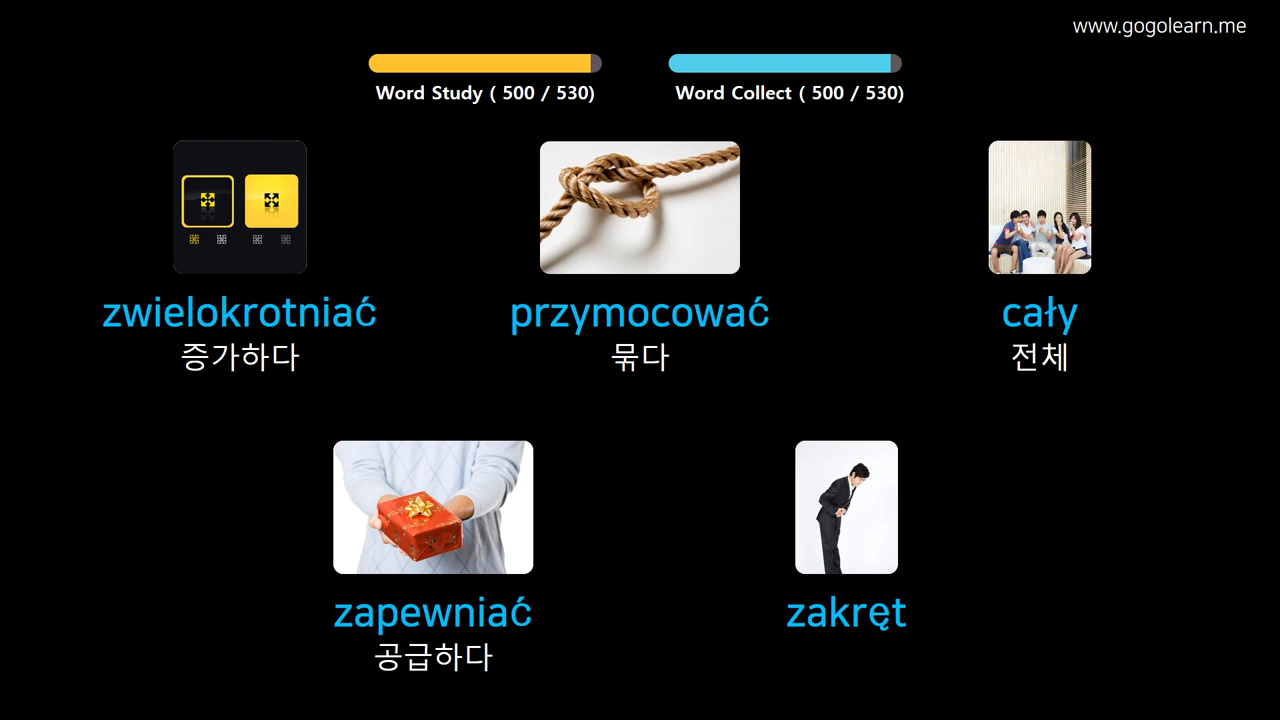 www.gogolearn.me
Word Study ( 500 / 530)
Word Collect ( 500 / 530)
zwielokrotniać
증가하다
przymocować
묶다
cały
전체
zapewniać
공급하다
zakręt